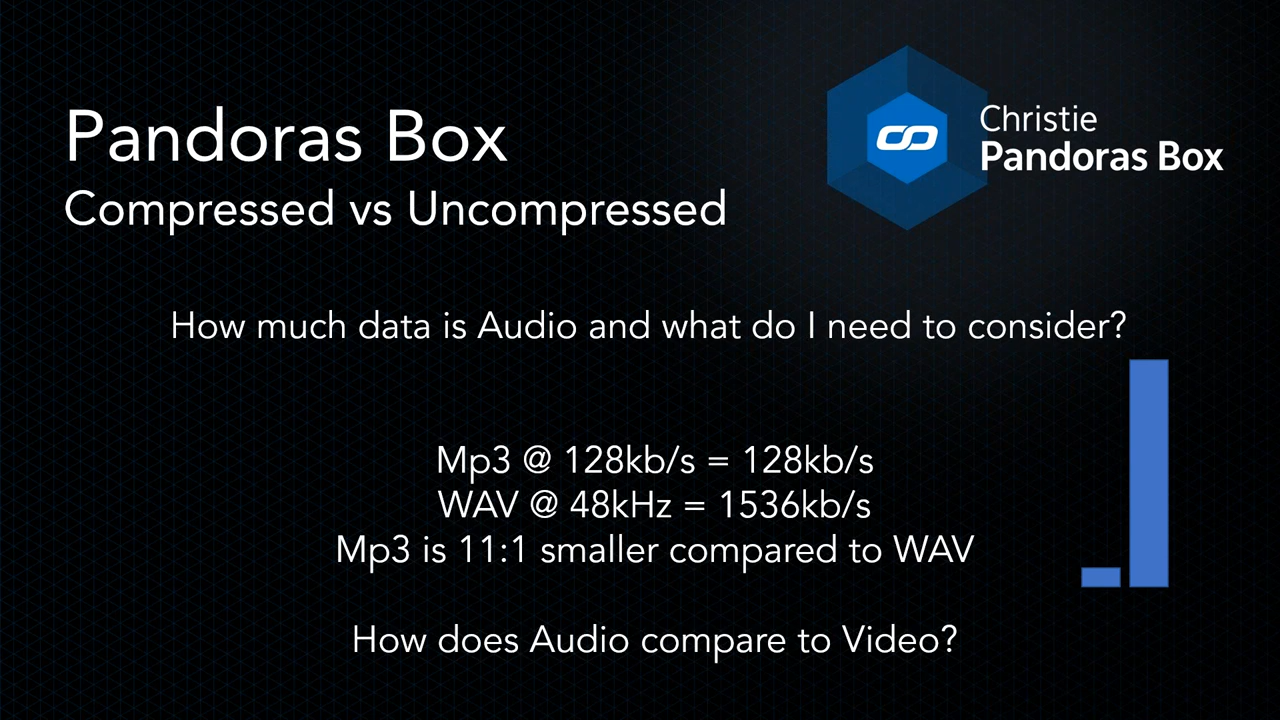 Pandoras Box
Compressed vs Uncompressed
Christie
Pandoras Box
How much data is Audio and what do I need to consider?
Mp3 @ 128kb/s = 128kb/s
WAV @ 48kHz = 1536kb/s
Mp3 is 11:1 smaller compared to WAV
How does Audio compare to Video?